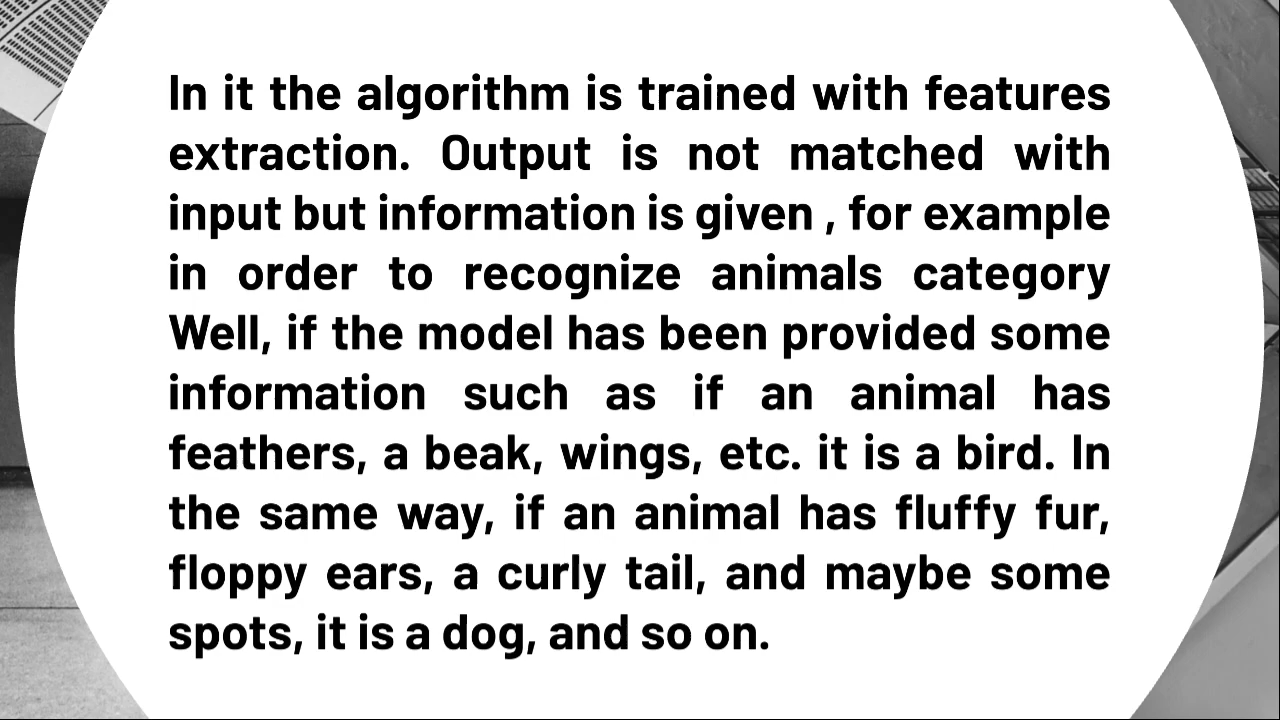 In it the algorithm is trained with features
extraction. Output is not matched with
input but information is given , for example
in order to recognize animals category
Well, if the model has been provided some
information such as if an animal has
feathers, a beak, wings, etc. it is a bird. In
the same way, if an animal has fluffy fur,
floppy ears, a curly tail, and maybe some
spots, it is a dog, and so on.